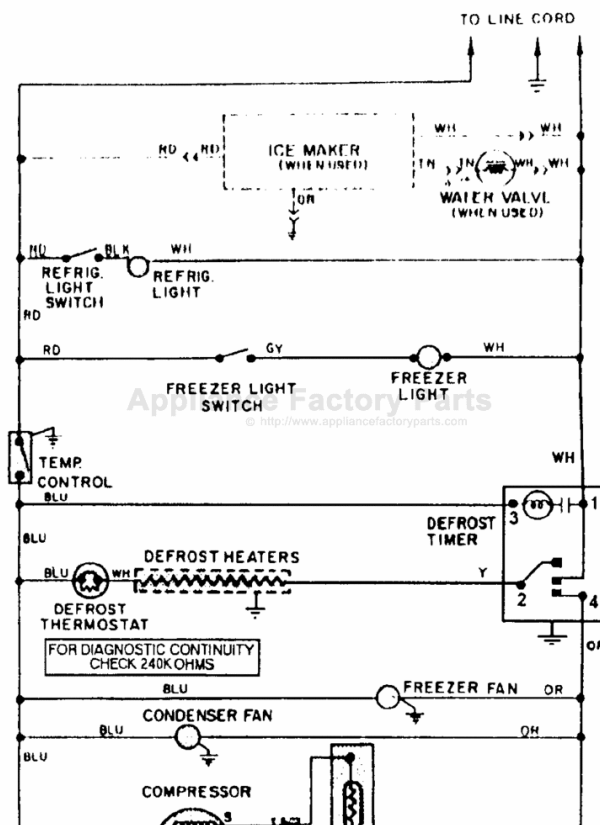 TO LINE CORD
WH WH
RD RD ICE MAKER
(WHEN USED)
TN TN WH WH
WATER VALVE
(WHEN USED)
BLK WH
REFRIG.
LIGHT
SWITCH
REFRIG.
LIGHT
RD
RD GY WH
FREEZER LIGHT
SWITCH
FREEZER
LIGHT
Appliance Factory Parts
© http://www.appliancefactoryparts.com
TEMP.
CONTROL
WH
BLU
DEFROST
TIMER
3 1
BLU
DEFROST HEATERS
BLU WH Y
2 4
DEFROST
THERMOSTAT
FOR DIAGNOSTIC CONTINUITY
CHECK 240K OHMS
BLU FREEZER FAN OR
CONDENSER FAN
BLU OR
BLU
COMPRESSOR
S